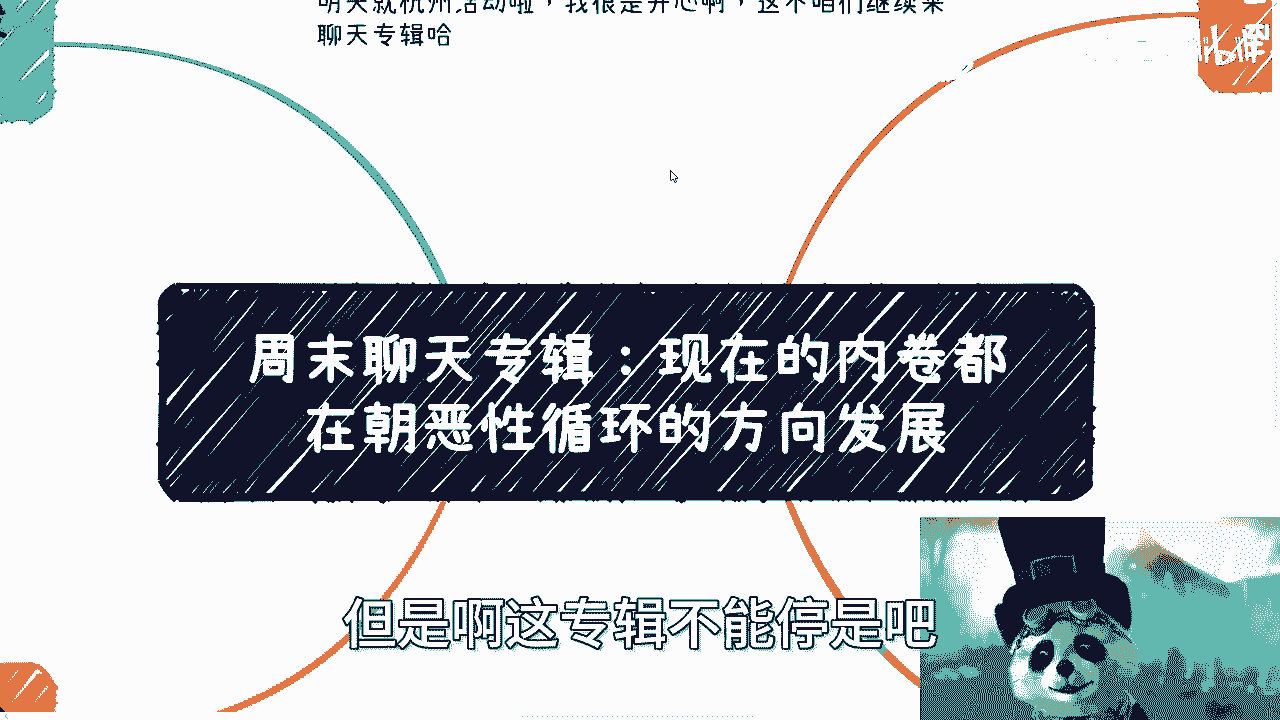 明天就杭州活动啦，我很是开心啊，这不咱们继续来
聊天专辑哈
周末聊天专辑：现在的内卷都
在朝恶性循环的方向发展
但是啊这专辑不能停是吧